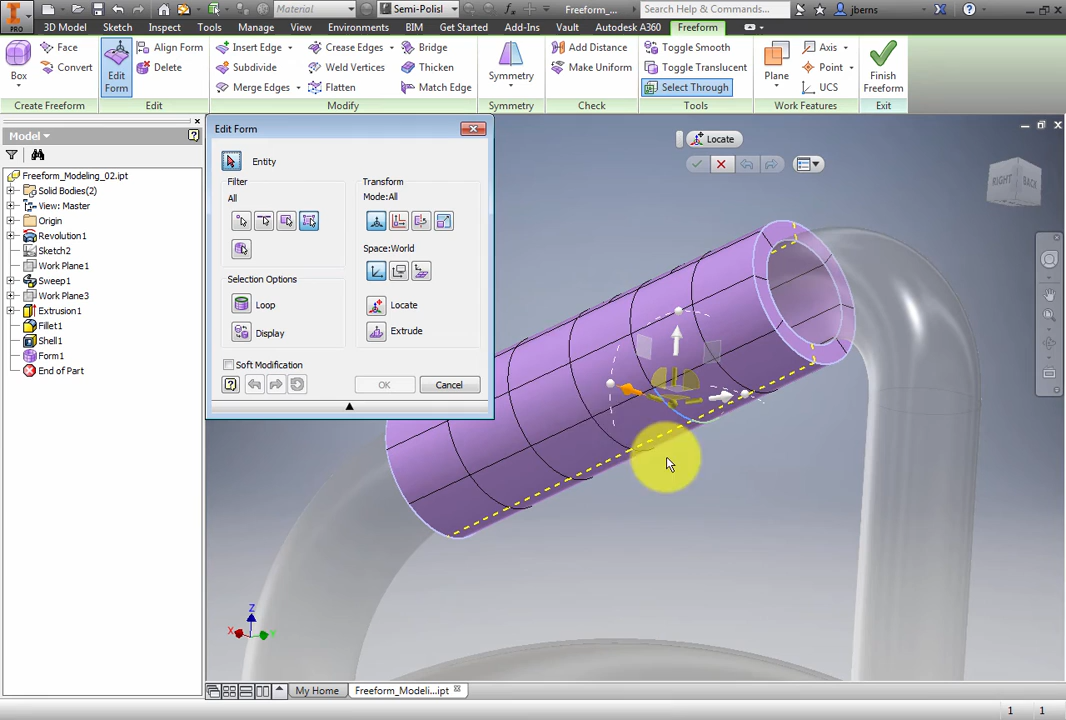 PRO
Material
Semi-Polisl
fx
Freeform_...
Search Help & Commands...
jberns
3D Model
Sketch
Inspect
Tools
Manage
View
Environments
BIM
Get Started
Add-Ins
Vault
Autodesk A360
Freeform
Box
Face
Convert
Edit
Form
Align Form
Delete
Insert Edge
Subdivide
Merge Edges
Crease Edges
Weld Vertices
Flatten
Bridge
Thicken
Match Edge
Symmetry
Add Distance
Make Uniform
Toggle Smooth
Toggle Translucent
Select Through
Plane
Axis
Point
UCS
Finish
Freeform
Create Freeform
Edit
Modify
Symmetry
Check
Tools
Work Features
Exit
Model
Freeform_Modeling_02.ipt
Solid Bodies(2)
View: Master
Origin
Revolution1
Sketch2
Work Plane1
Sweep1
Work Plane3
Extrusion1
Fillet1
Shell1
Form1
End of Part
Edit Form
Entity
Filter
All
Selection Options
Loop
Display
Soft Modification
Transform
Mode:All
Space:World
Locate
Extrude
OK
Cancel
Locate
RIGHT
BACK
Z
X
Y
My Home
Freeform_Modeli...ipt
1
1